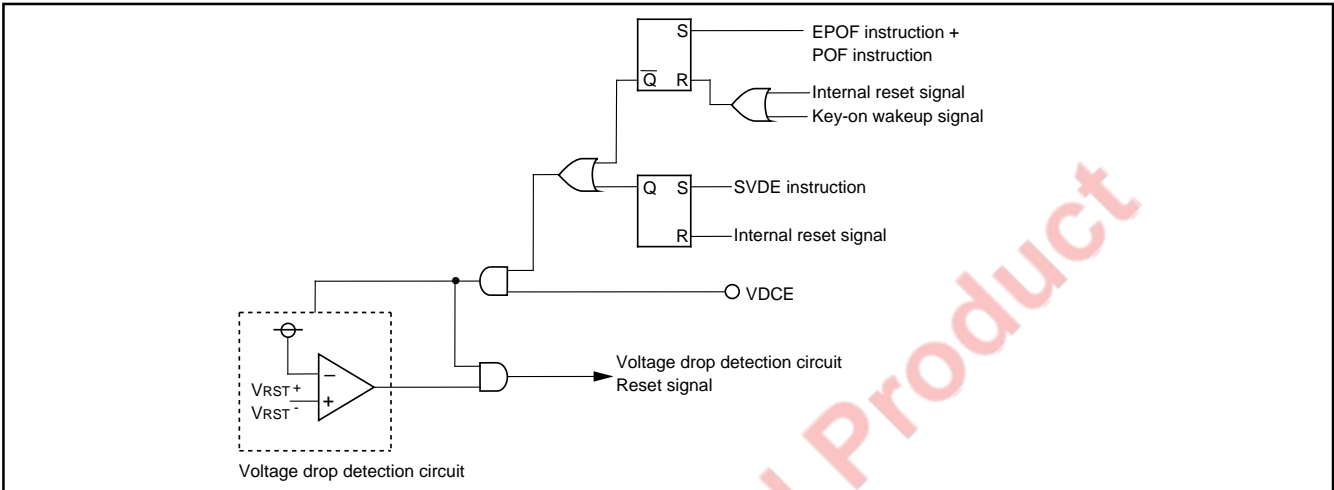 S
EPOF instruction +
POF instruction
Q R
Internal reset signal
Key-on wakeup signal
Q S
SVDE instruction
R
Internal reset signal
VDCE
Voltage drop detection circuit
Reset signal
−
VRST+
VRST-
+
Voltage drop detection circuit
Product